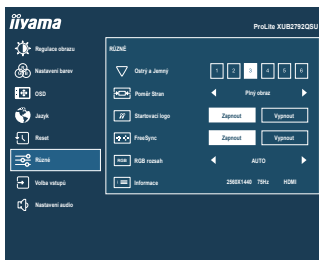 iiyama
ProLite XUB2792QSU
Regulace obrazu
Nastavení barev
OSD
Jazyk
Reset
Různé
Volba vstupů
Nastavení audio
RŮZNÉ
Ostrý a Jemný 1 2 3 4 5 6
Poměr Stran Plný obraz
Startovací logo Zapnout Vypnout
FreeSync Zapnout Vypnout
RGB RGB rozsah AUTO
Informace 2560X1440 75Hz HDMI